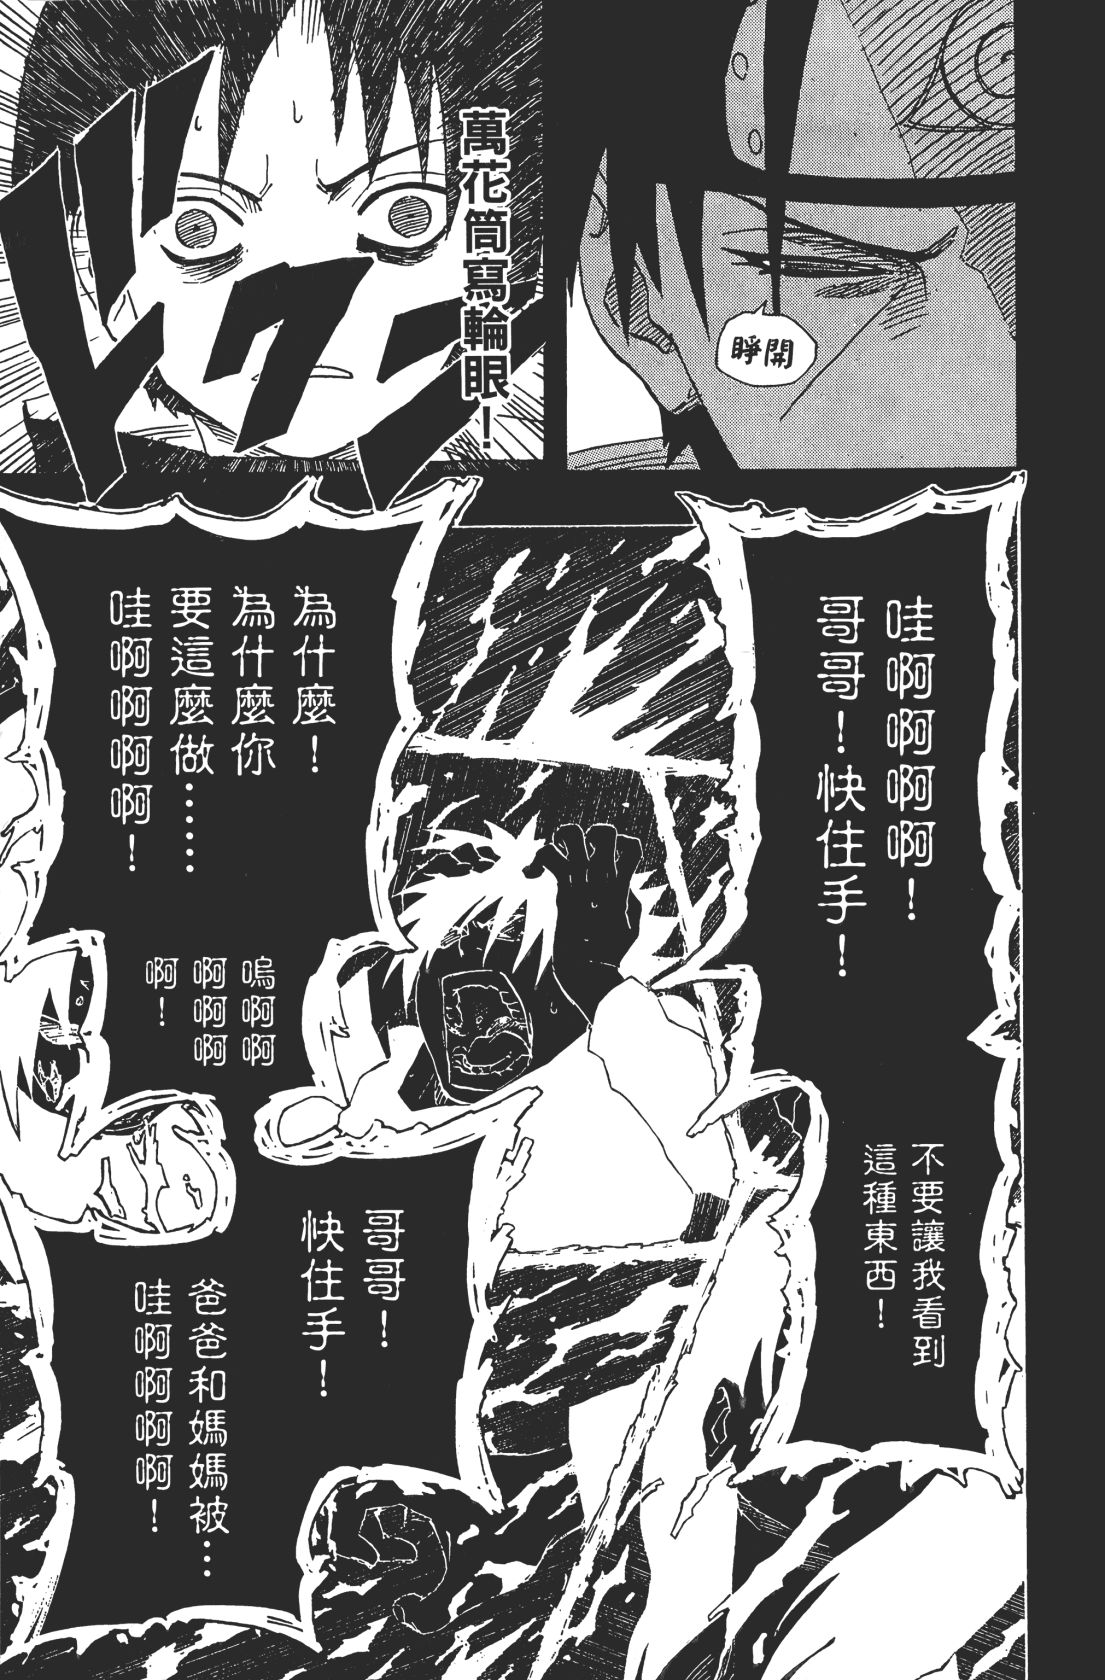 睜開
萬花筒寫輪眼！
ドクン
哇啊啊啊啊！
哥哥！快住手！
不要讓我看到
這種東西！
為什麼！
為什麼你
要這麼做……
哇啊啊啊啊！
嗚啊啊
啊啊啊
啊！
哥哥！
快住手！
爸爸和媽媽被…
哇啊啊啊啊！